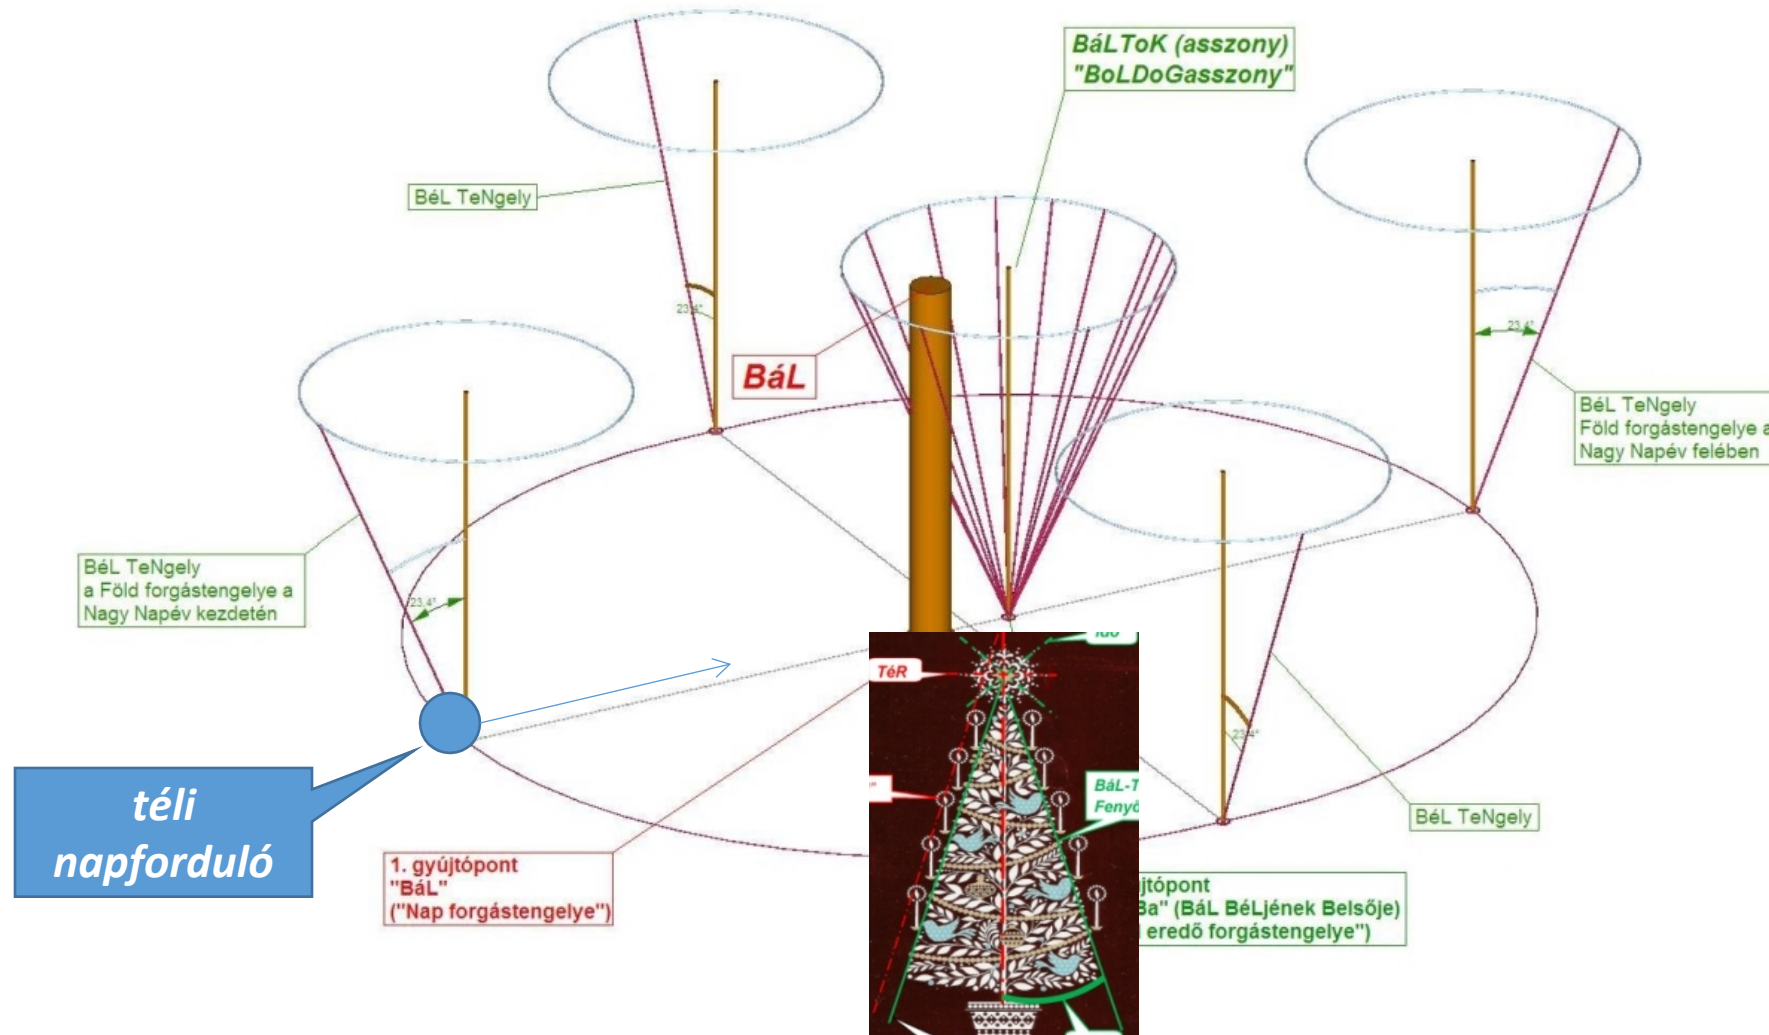 BáLToK (asszony)
"BoLDoGasszony"
BéL TeNgely
23,4°
23,4°
BáL
BéL TeNgely
Föld forgástengelye a
Nagy Napév felében
BéL TeNgely
a Föld forgástengelye a
Nagy Napév kezdetén
23,4°
Idő
TéR
23,4°
téli
napforduló
BáL-T
Fenyő
BéL TeNgely
1. gyújtópont
"BáL"
("Nap forgástengelye")
újtópont
Ba" (BáL BéLjének Belsője)
eredő forgástengelye")